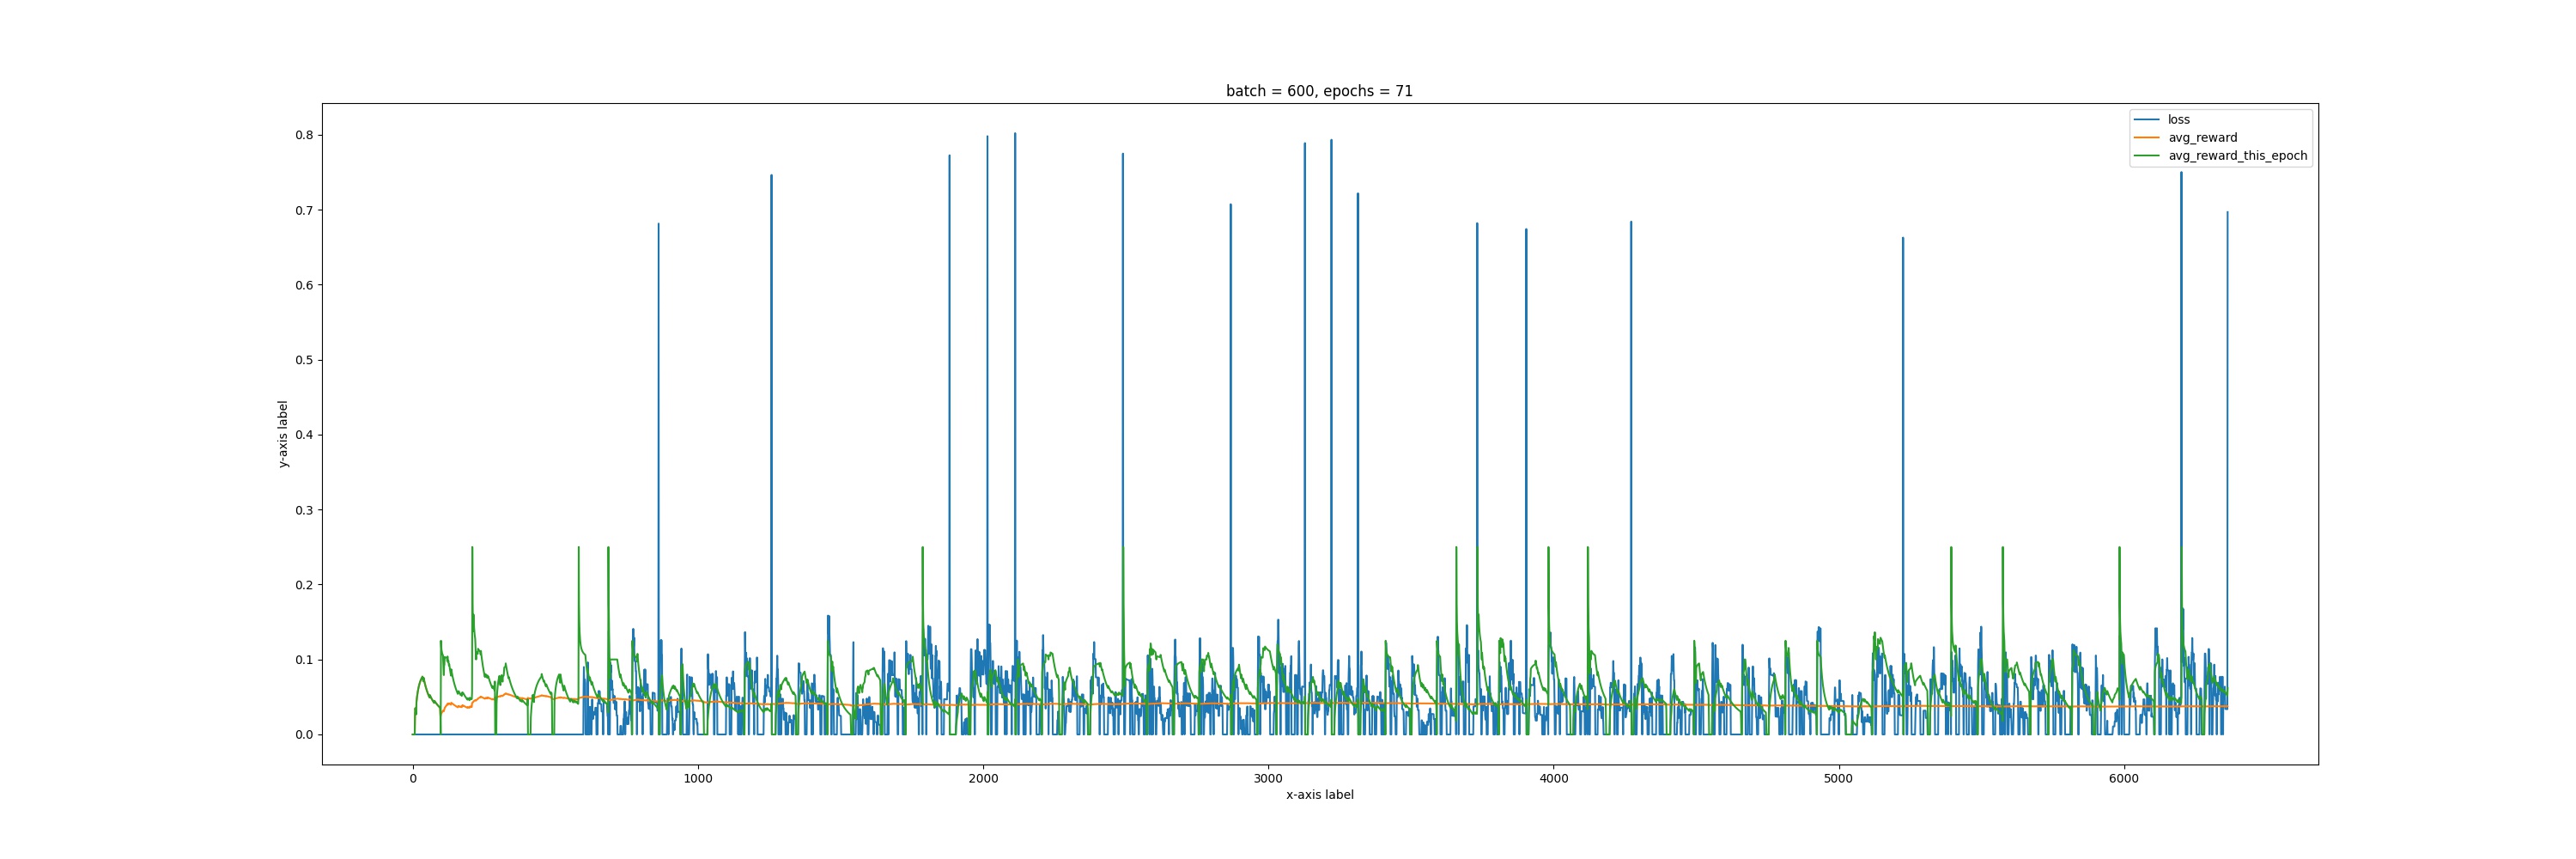 batch = 600, epochs = 71
loss
avg_reward
avg_reward_this_epoch
0.8
0.7
0.6
0.5
0.4
0.3
0.2
0.1
0.0
y-axis label
0 1000 2000 3000 4000 5000 6000
x-axis label